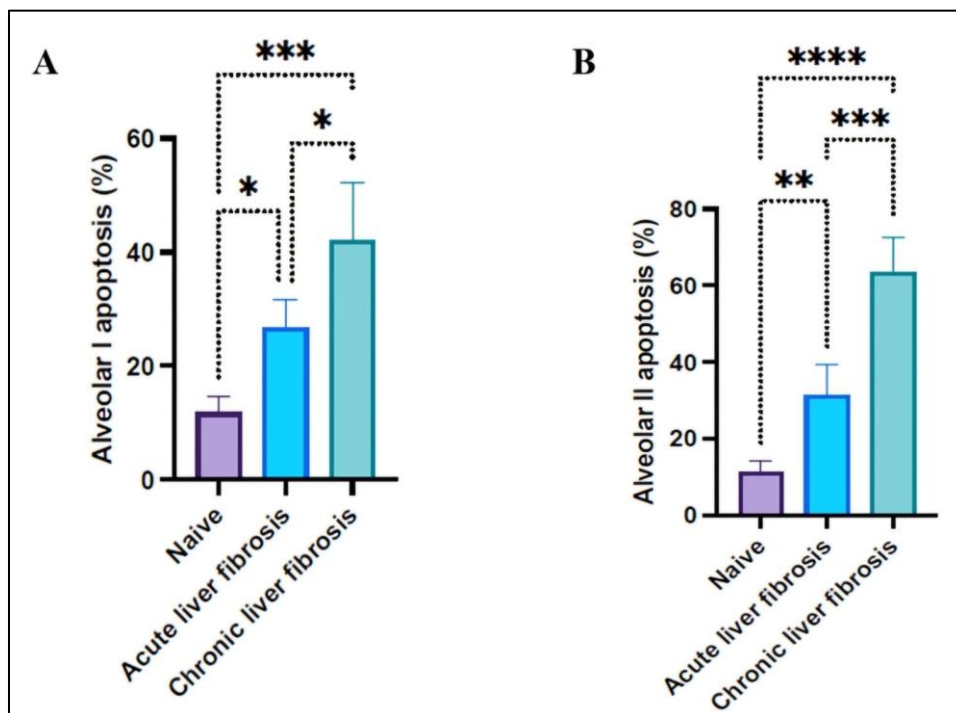 A
***
*
*
Alveolar I apoptosis (%)
60
40
20
0
Naive
Acute liver fibrosis
Chronic liver fibrosis
B
****
***
**
Alveolar II apoptosis (%)
80
60
40
20
0
Naive
Acute liver fibrosis
Chronic liver fibrosis